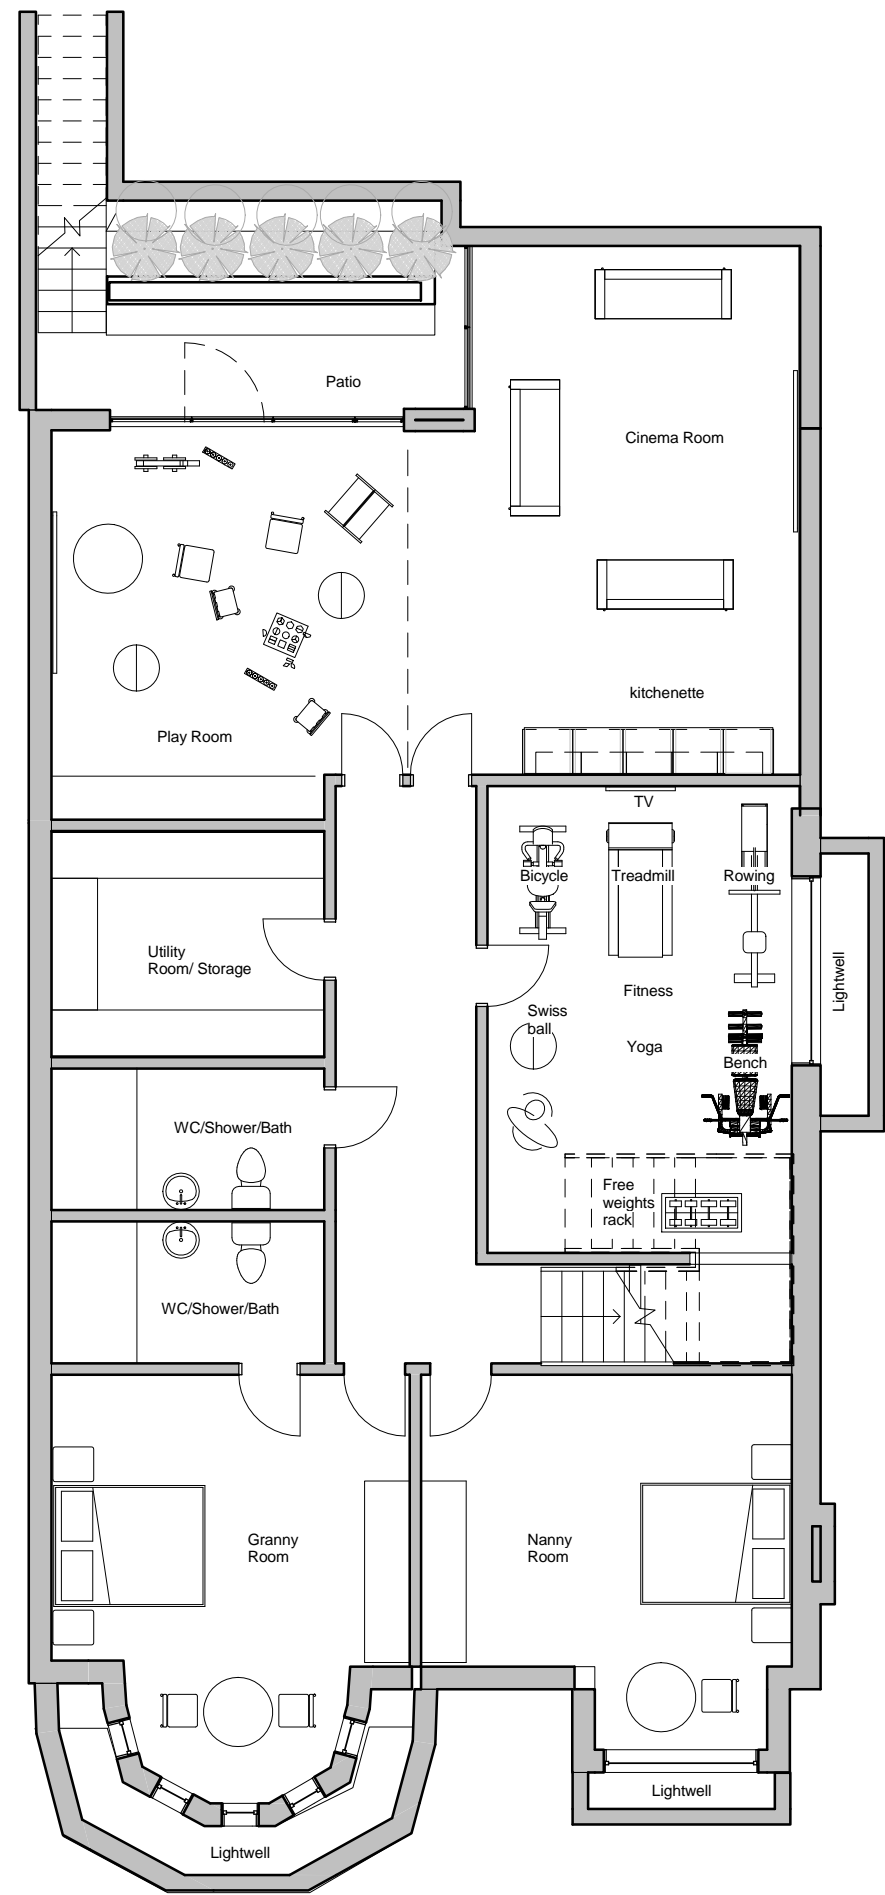 Patio
Cinema Room
kitchenette
Play Room
TV
Bicycle
Treadmill
Rowing
Utility
Room/ Storage
Lightwell
Fitness
Swiss
ball
Yoga
Bench
WC/Shower/Bath
Free
weights
rack
WC/Shower/Bath
Granny
Room
Nanny
Room
Lightwell
Lightwell